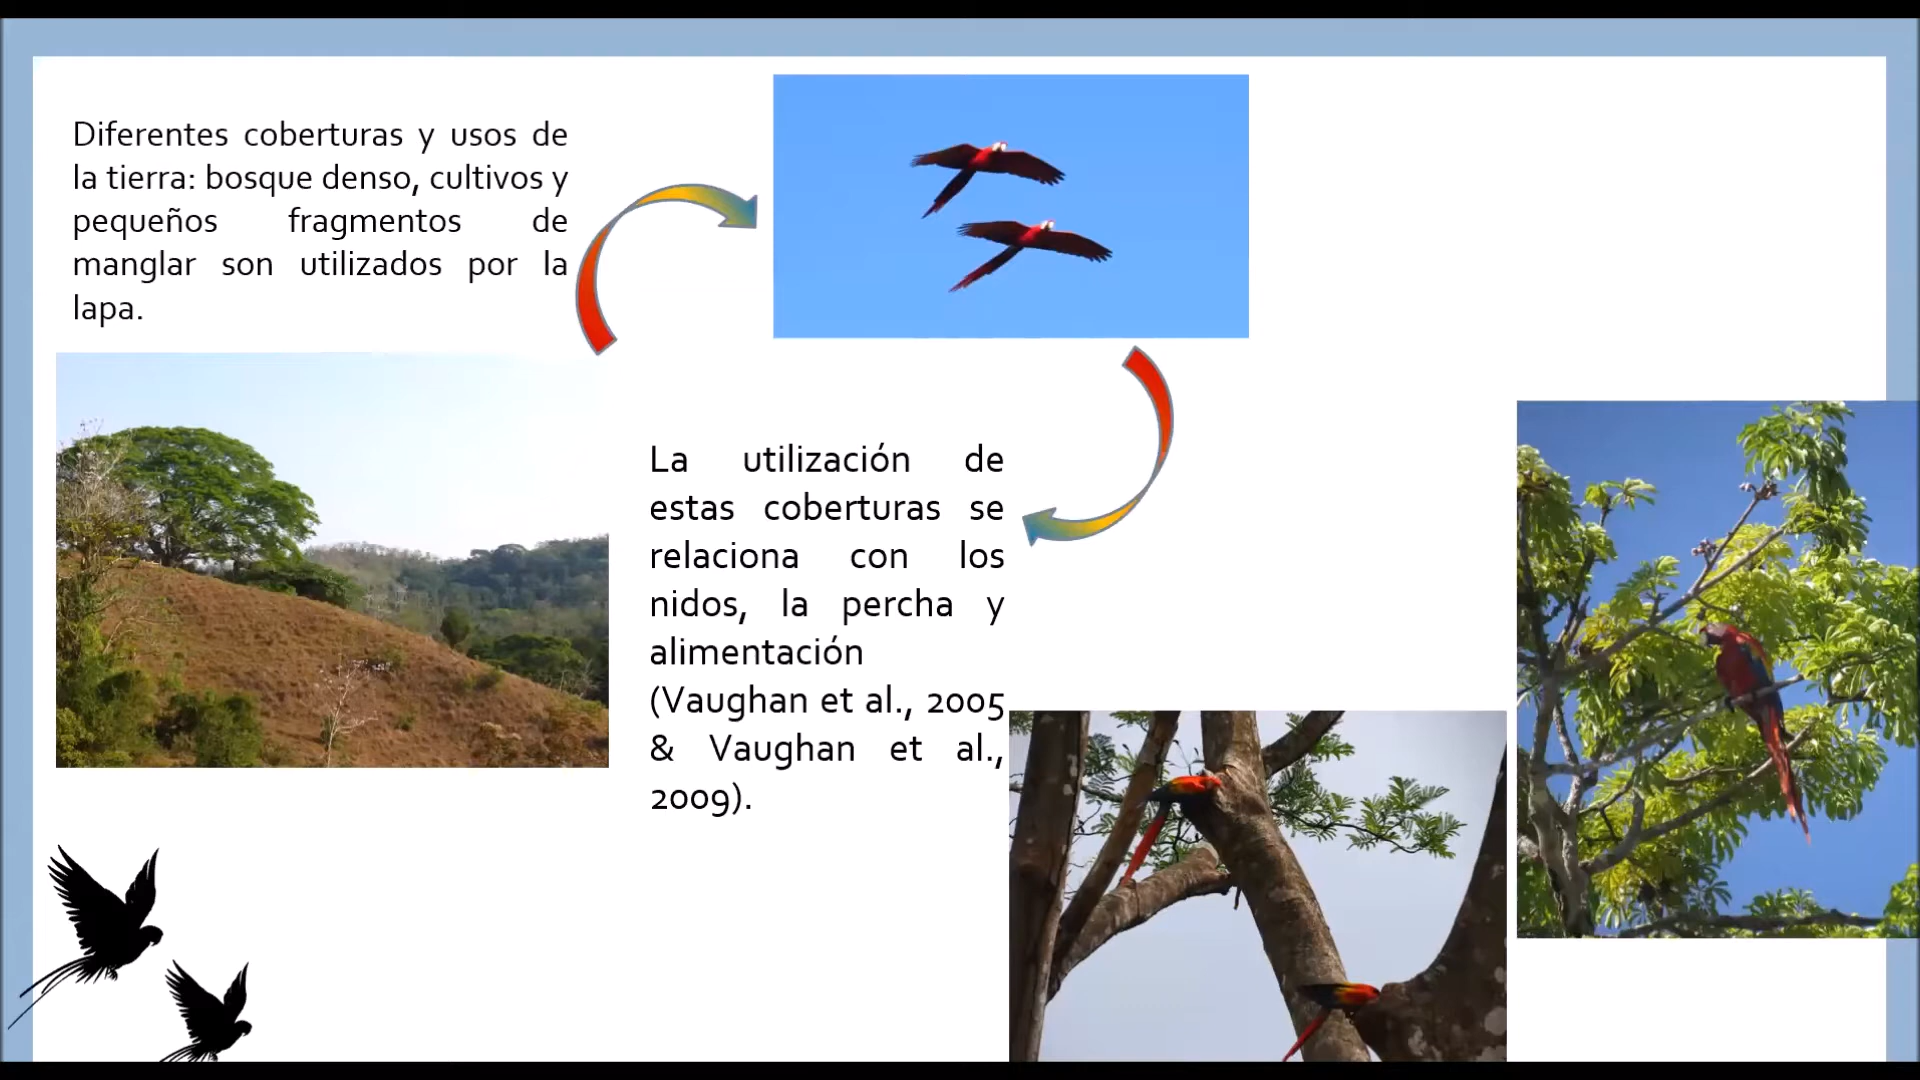 Diferentes coberturas y usos de
la tierra: bosque denso, cultivos y
pequeños fragmentos de
manglar son utilizados por la
lapa.
La utilización de
estas coberturas se
relaciona con los
nidos, la percha y
alimentación
(Vaughan et al., 2005
& Vaughan et al.,
2009).